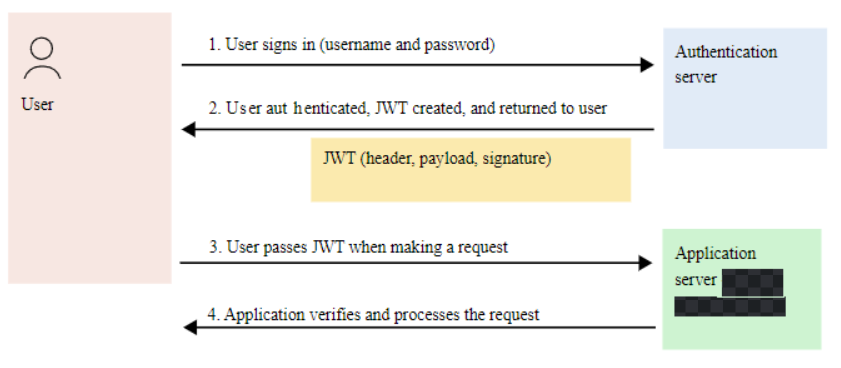 1. User signs in (username and password)
Authentication
server
User
2. User aut henticated, JWT created, and returned to user
JWT (header, payload, signature)
3. User passes JWT when making a request
Application
server
4. Application verifies and processes the request